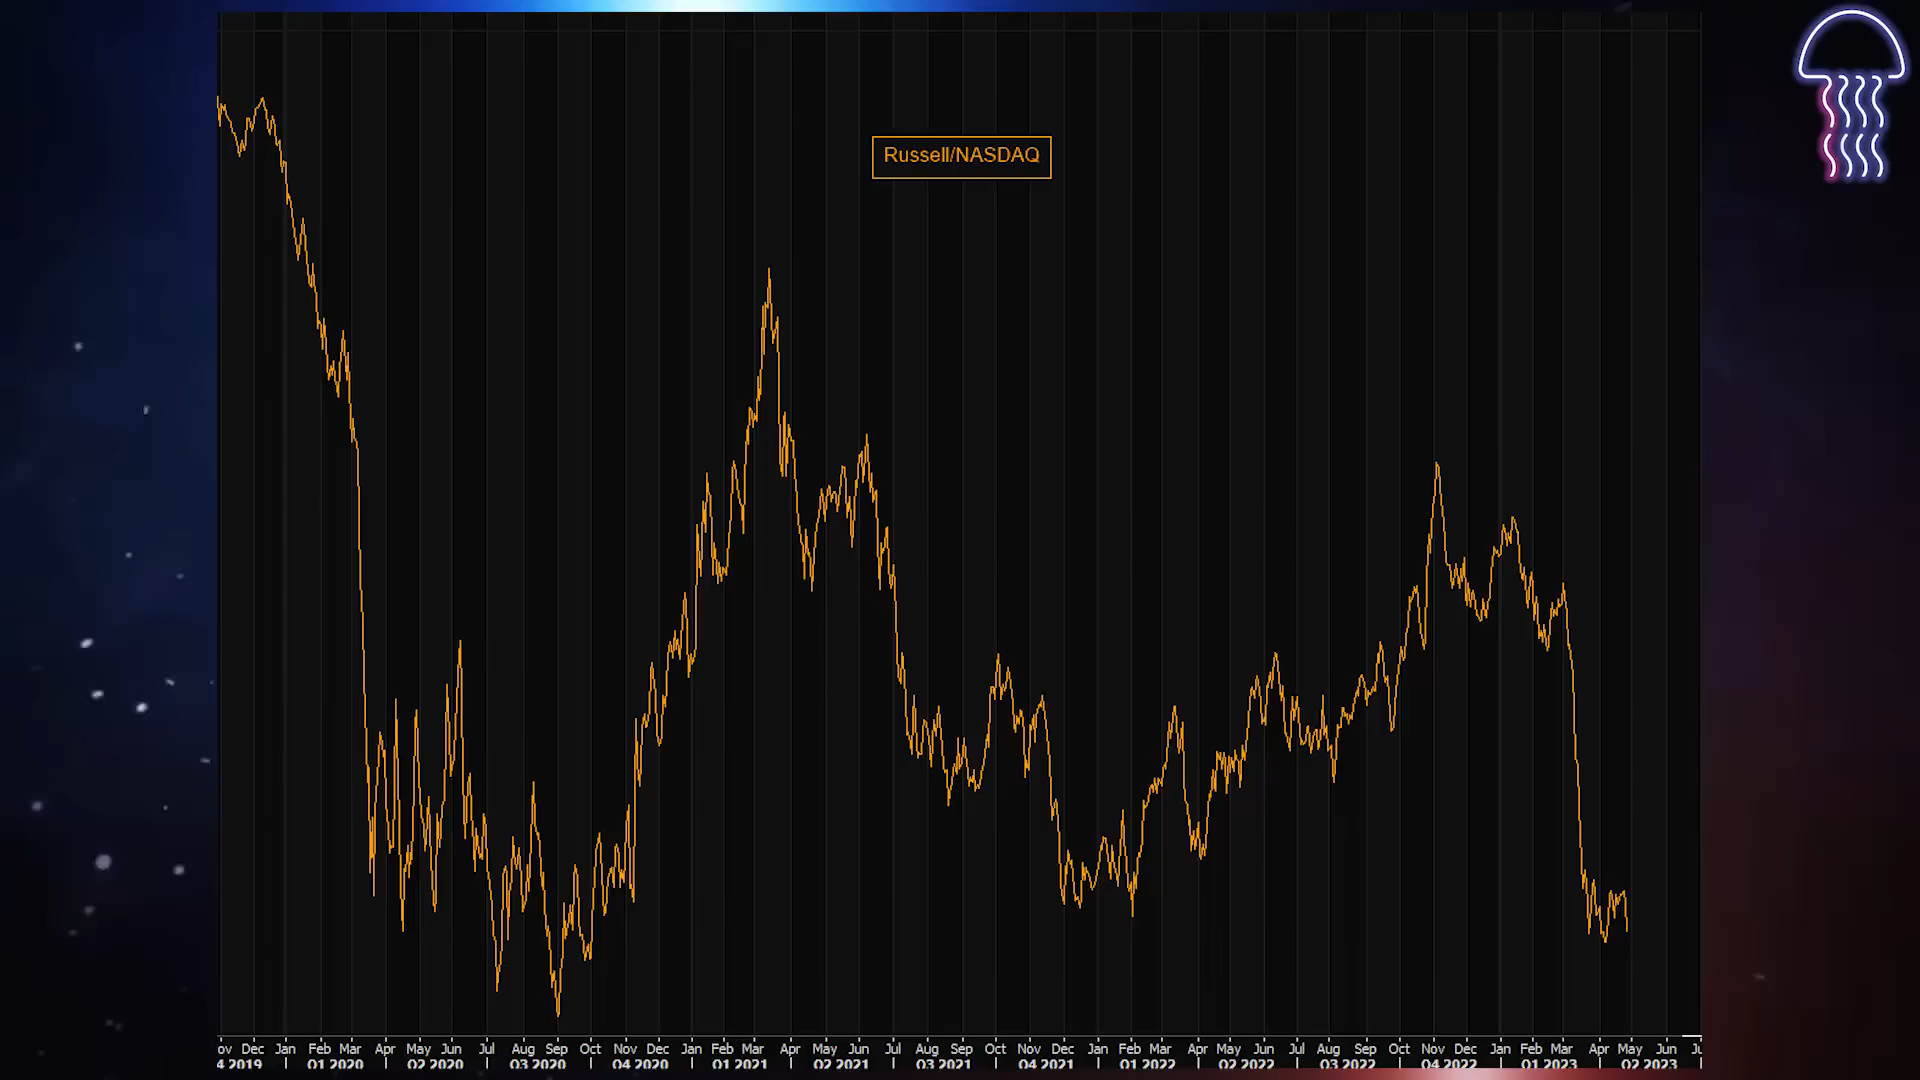 Russell/NASDAQ
ov Dec Jan Feb Mar Apr May Jun Jul Aug Sep Oct Nov Dec Jan Feb Mar Apr May Jun Jul Aug Sep Oct Nov Dec Jan Feb Mar Apr May Jun Jul Aug Sep Oct Nov Dec Jan Feb Mar Apr May Jun Ju
4 2019 Q1 2020 Q2 2020 Q3 2020 Q4 2020 Q1 2021 Q2 2021 Q3 2021 Q4 2021 Q1 2022 Q2 2022 Q3 2022 Q4 2022 Q1 2023 Q2 2023